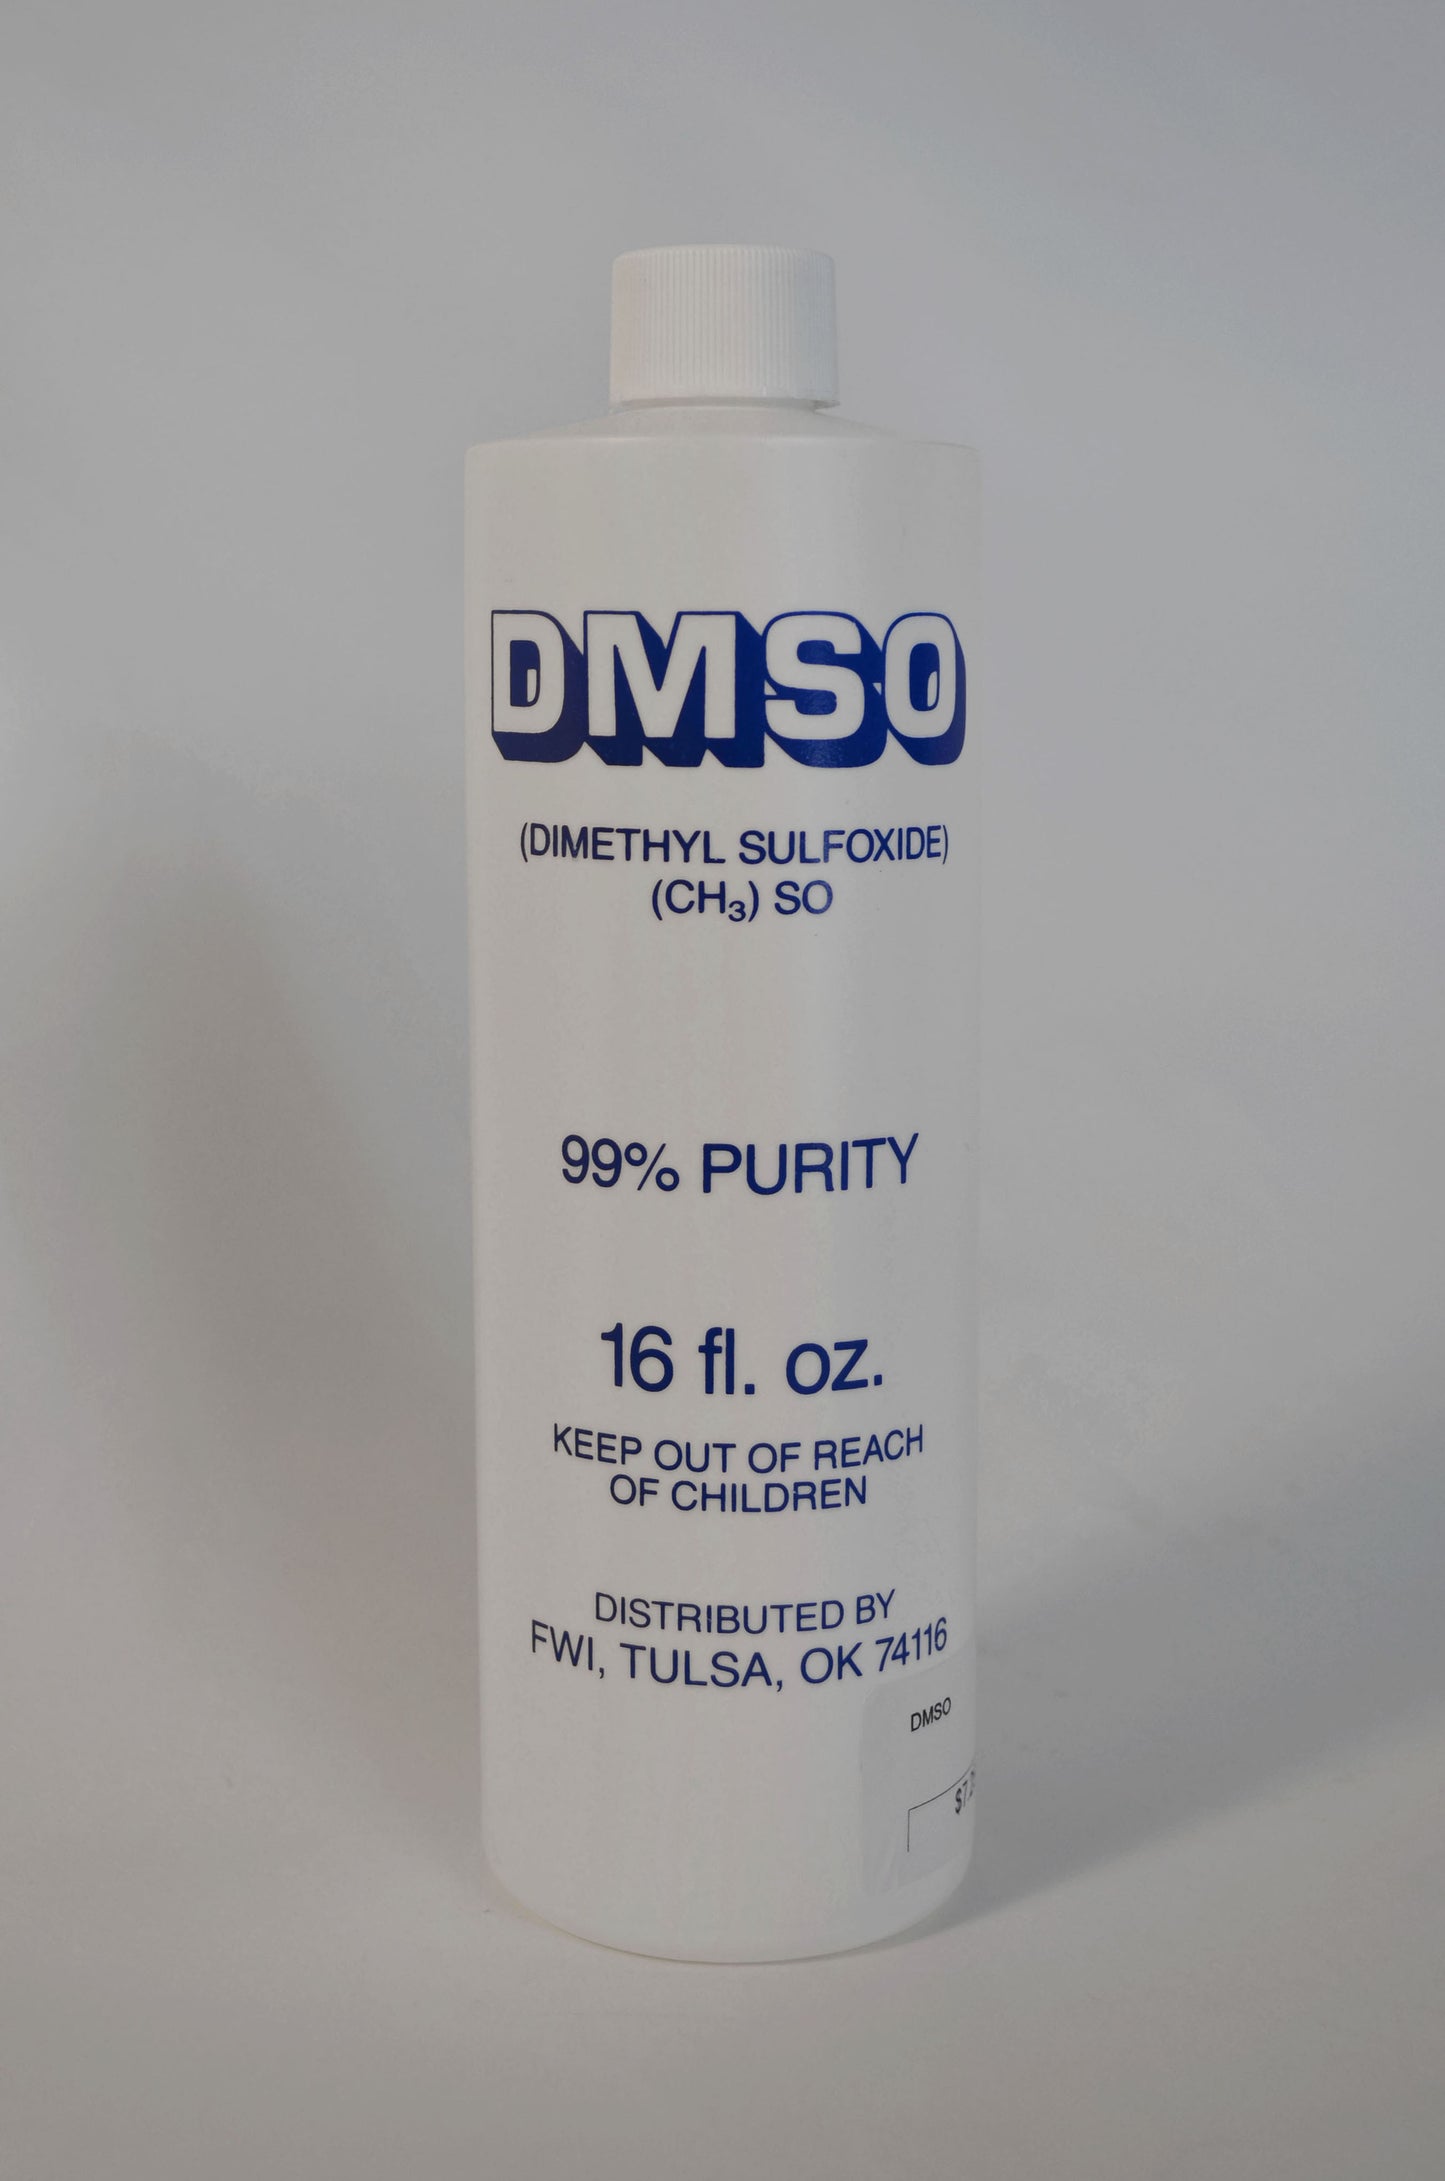 DMSO
(DIMETHYL SULFOXIDE)
(CH₃) SO
99% PURITY
16 fl. oz.
KEEP OUT OF REACH
OF CHILDREN
DISTRIBUTED BY
FWI, TULSA, OK 74116
DMSO